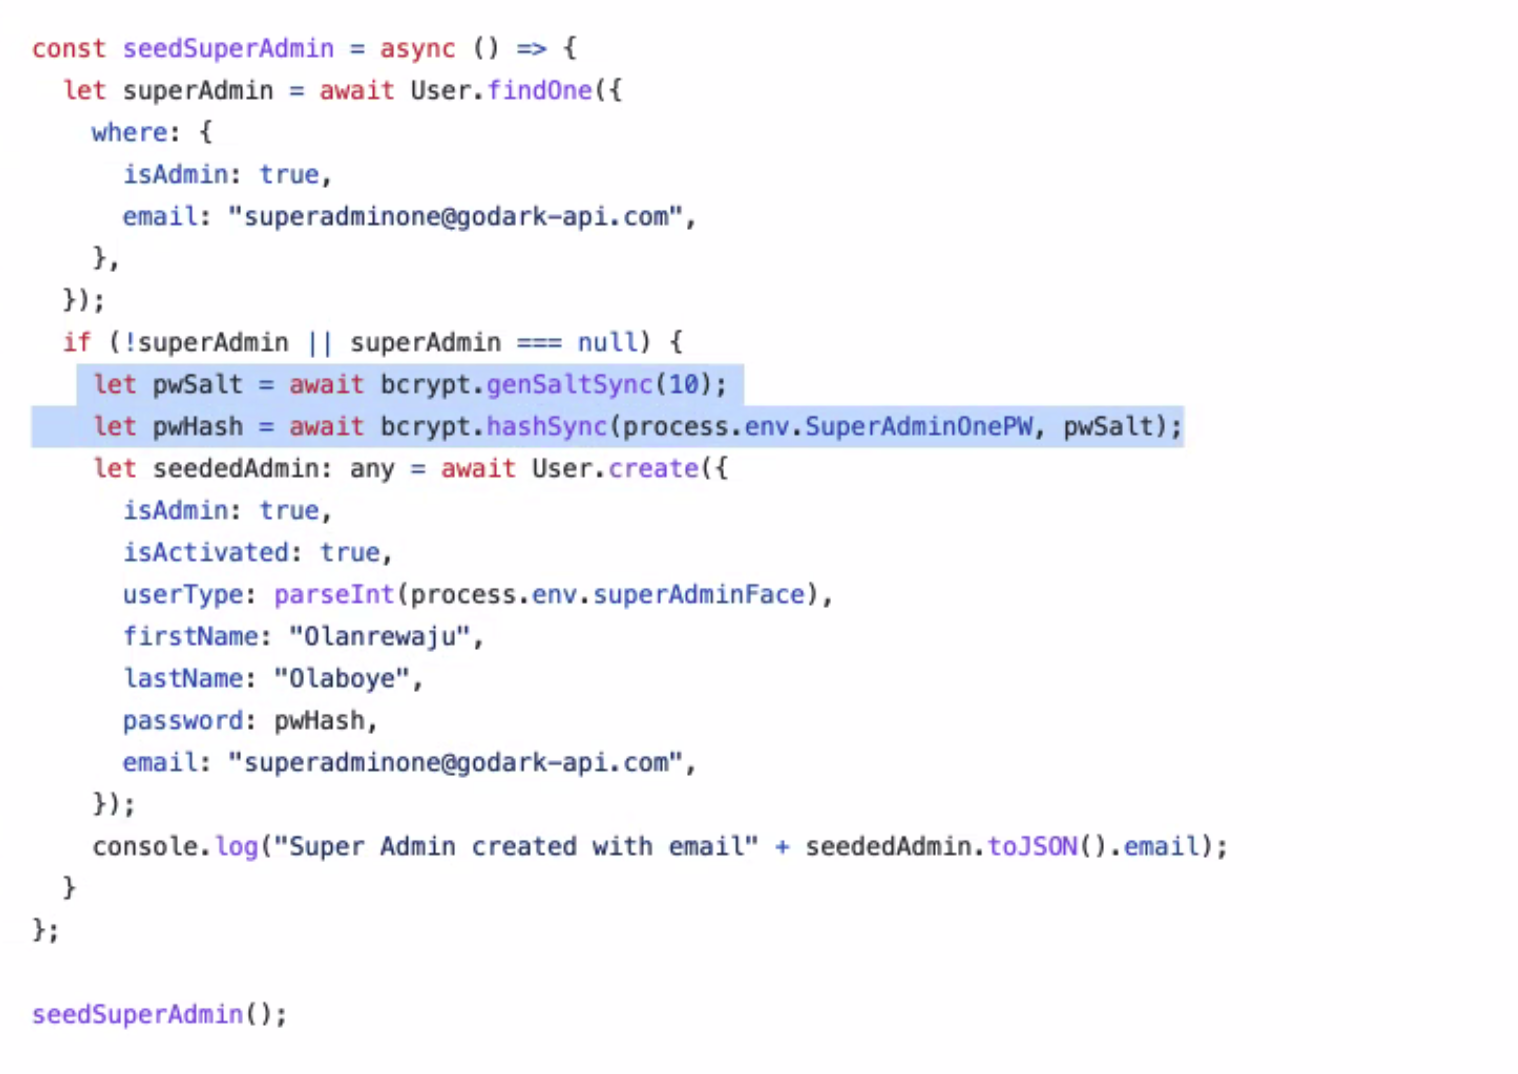 const seedSuperAdmin = async () => {
  let superAdmin = await User.findOne({
    where: {
      isAdmin: true,
      email: "superadminone@godark-api.com",
    },
  });
  if (!superAdmin || superAdmin === null) {
    let pwSalt = await bcrypt.genSaltSync(10);
    let pwHash = await bcrypt.hashSync(process.env.SuperAdminOnePW, pwSalt);
    let seededAdmin: any = await User.create({
      isAdmin: true,
      isActivated: true,
      userType: parseInt(process.env.superAdminFace),
      firstName: "Olanrewaju",
      lastName: "Olaboye",
      password: pwHash,
      email: "superadminone@godark-api.com",
    });
    console.log("Super Admin created with email" + seededAdmin.toJSON().email);
  }
};

seedSuperAdmin();